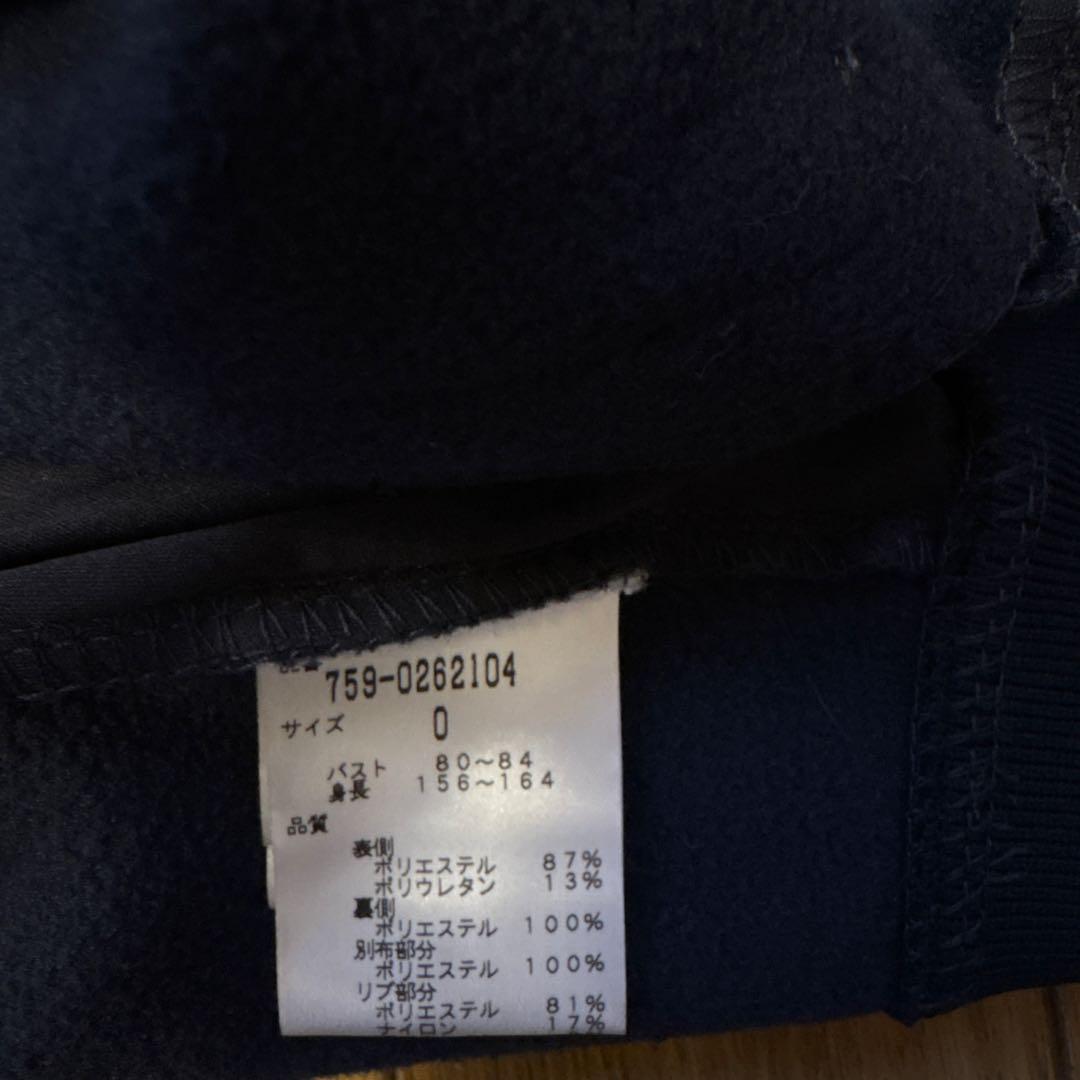 759-0262104
サイズ 0
バスト 80～84
身長 156～164
品質
表側
ポリエステル 87%
ポリウレタン 13%
裏側
ポリエステル 100%
別布部分
ポリエステル 100%
リブ部分
ポリエステル 81%
ナイロン 17%